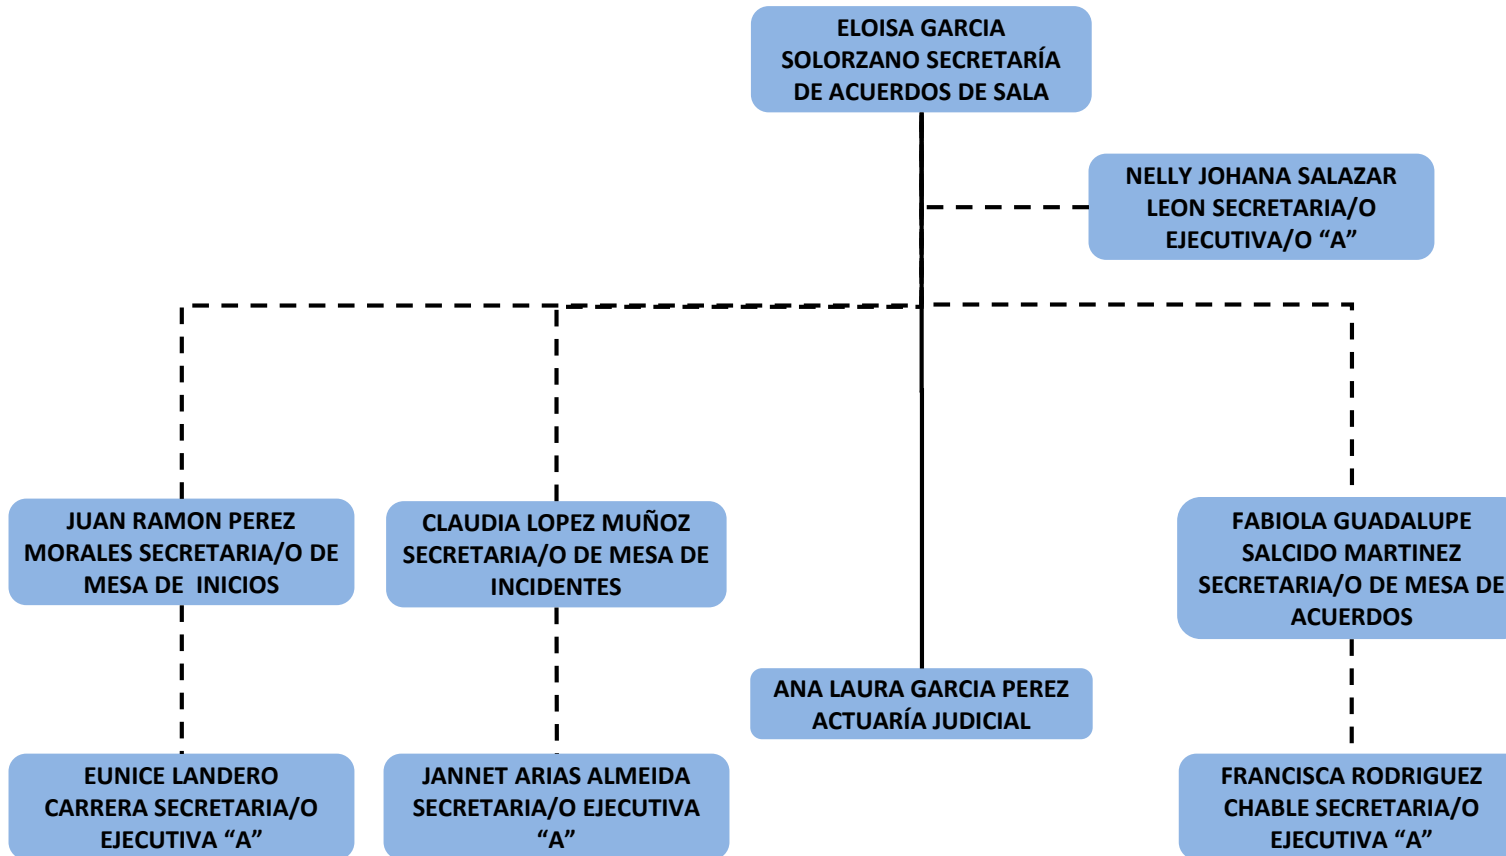 ELOISA GARCIA
SOLORZANO SECRETARÍA
DE ACUERDOS DE SALA
NELLY JOHANA SALAZAR
LEON SECRETARIA/O
EJECUTIVA/O “A”
JUAN RAMON PEREZ
MORALES SECRETARIA/O DE
MESA DE INICIOS
CLAUDIA LOPEZ MUÑOZ
SECRETARIA/O DE MESA DE
INCIDENTES
FABIOLA GUADALUPE
SALCIDO MARTINEZ
SECRETARIA/O DE MESA DE
ACUERDOS
ANA LAURA GARCIA PEREZ
ACTUARÍA JUDICIAL
EUNICE LANDERO
CARRERA SECRETARIA/O
EJECUTIVA “A”
JANNET ARIAS ALMEIDA
SECRETARIA/O EJECUTIVA
“A”
FRANCISCA RODRIGUEZ
CHABLE SECRETARIA/O
EJECUTIVA “A”